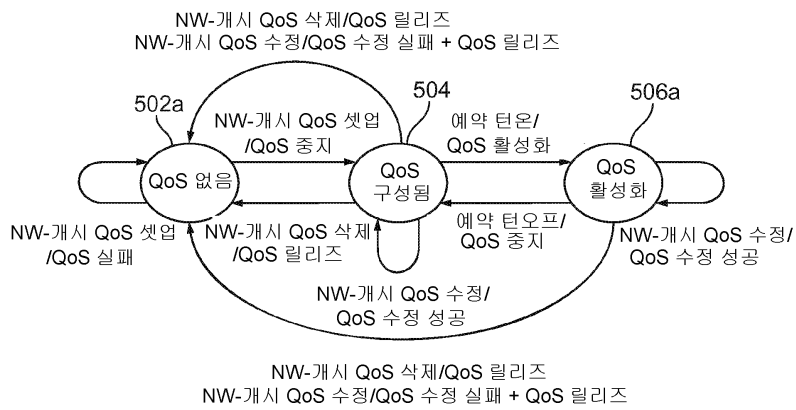 NW-개시 QoS 삭제/QoS 릴리즈
NW-개시 QoS 수정/QoS 수정 실패 + QoS 릴리즈
502a
504
506a
NW-개시 QoS 셋업
/QoS 중지
예약 턴온/
QoS 활성화
QoS 없음
QoS
구성됨
QoS
활성화
NW-개시 QoS 셋업
/QoS 실패
NW-개시 QoS 삭제
/QoS 릴리즈
예약 턴오프/
QoS 중지
NW-개시 QoS 수정/
QoS 수정 성공
NW-개시 QoS 수정/
QoS 수정 성공
NW-개시 QoS 삭제/QoS 릴리즈
NW-개시 QoS 수정/QoS 수정 실패 + QoS 릴리즈